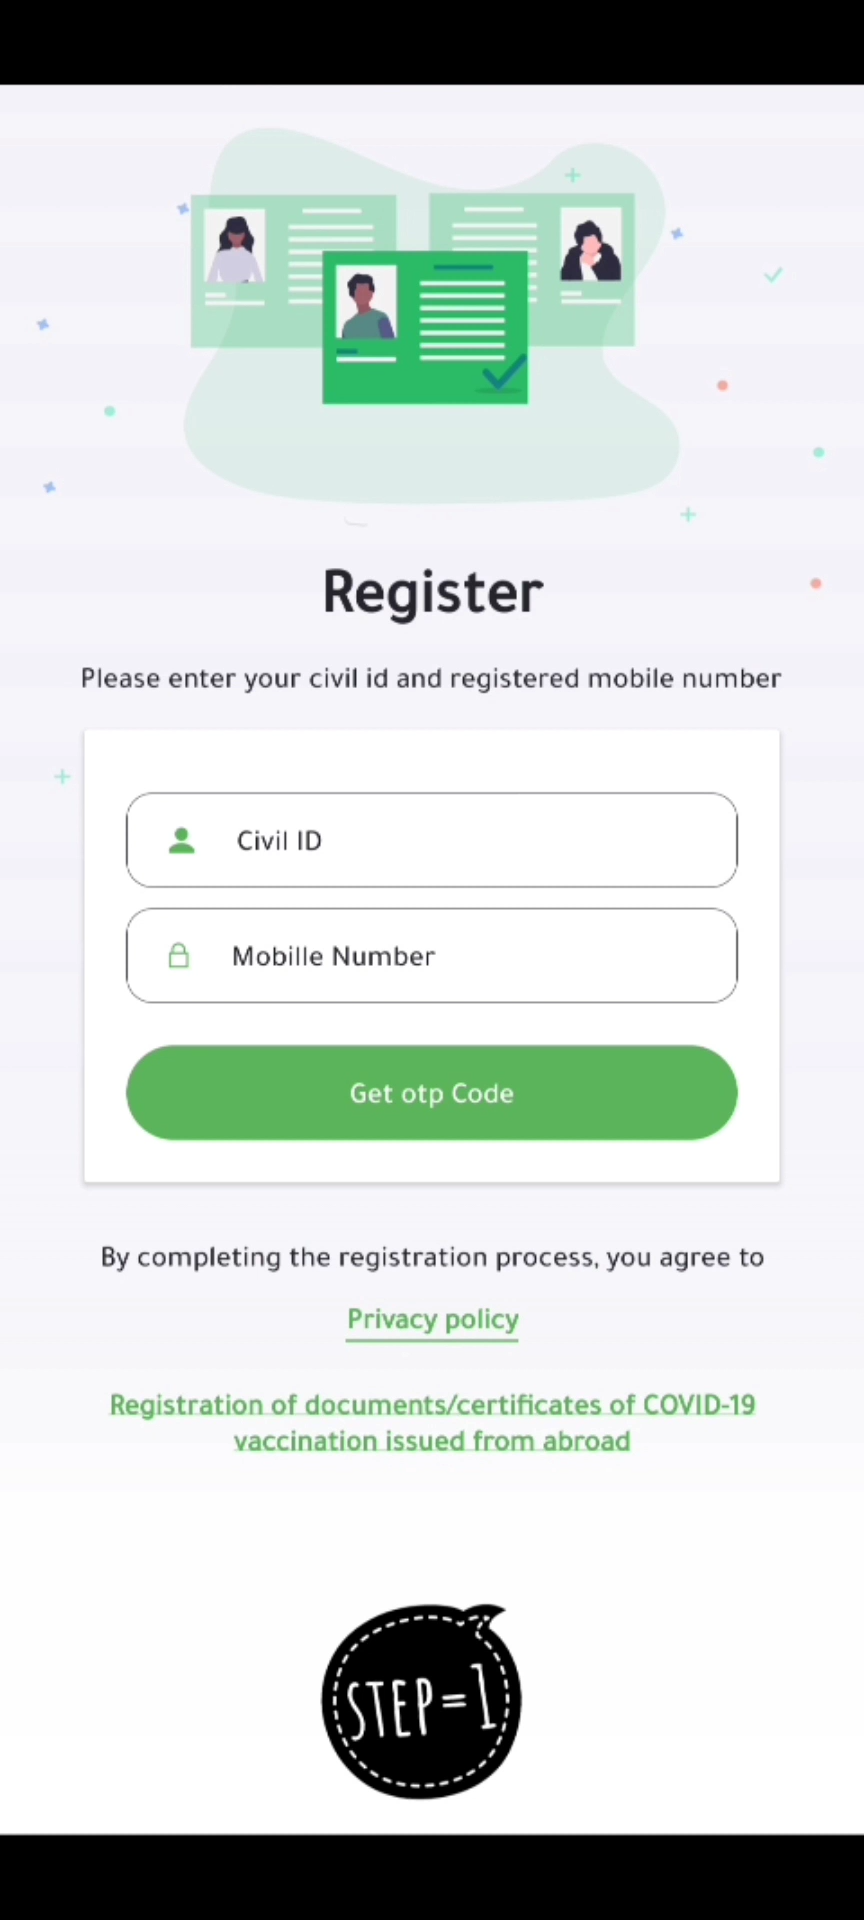 Register
Please enter your civil id and registered mobile number
Civil ID
Mobille Number
Get otp Code
By completing the registration process, you agree to
Privacy policy
Registration of documents/certificates of COVID-19
vaccination issued from abroad
STEP=1